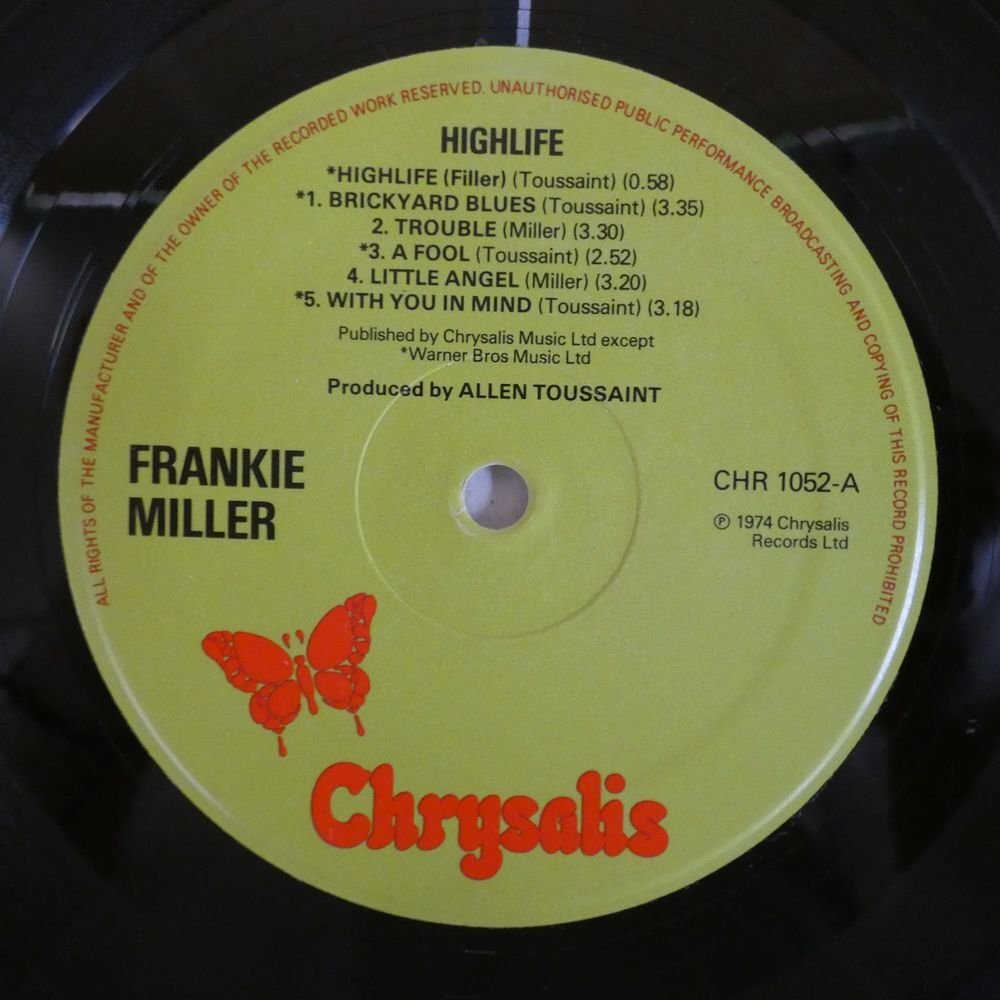 ALL RIGHTS OF THE MANUFACTURER AND OF THE OWNER OF THE RECORDED WORK RESERVED. UNAUTHORISED PUBLIC PERFORMANCE BROADCASTING AND COPYING OF THIS RECORD PROHIBITED
HIGHLIFE
*HIGHLIFE (Filler) (Toussaint) (0.58)
*1. BRICKYARD BLUES (Toussaint) (3.35)
2. TROUBLE (Miller) (3.30)
*3. A FOOL (Toussaint) (2.52)
4. LITTLE ANGEL (Miller) (3.20)
*5. WITH YOU IN MIND (Toussaint) (3.18)
Published by Chrysalis Music Ltd except
*Warner Bros Music Ltd
Produced by ALLEN TOUSSAINT
FRANKIE
MILLER
CHR 1052-A
℗ 1974 Chrysalis
Records Ltd
Chrysalis